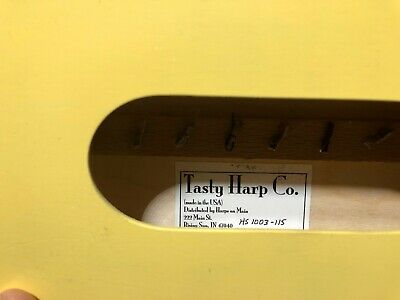 Tasty Harp Co.
(made in the USA)
Distributed by Harps on Main
222 Main St.
Rising Sun, IN 47040
HS 1003-115